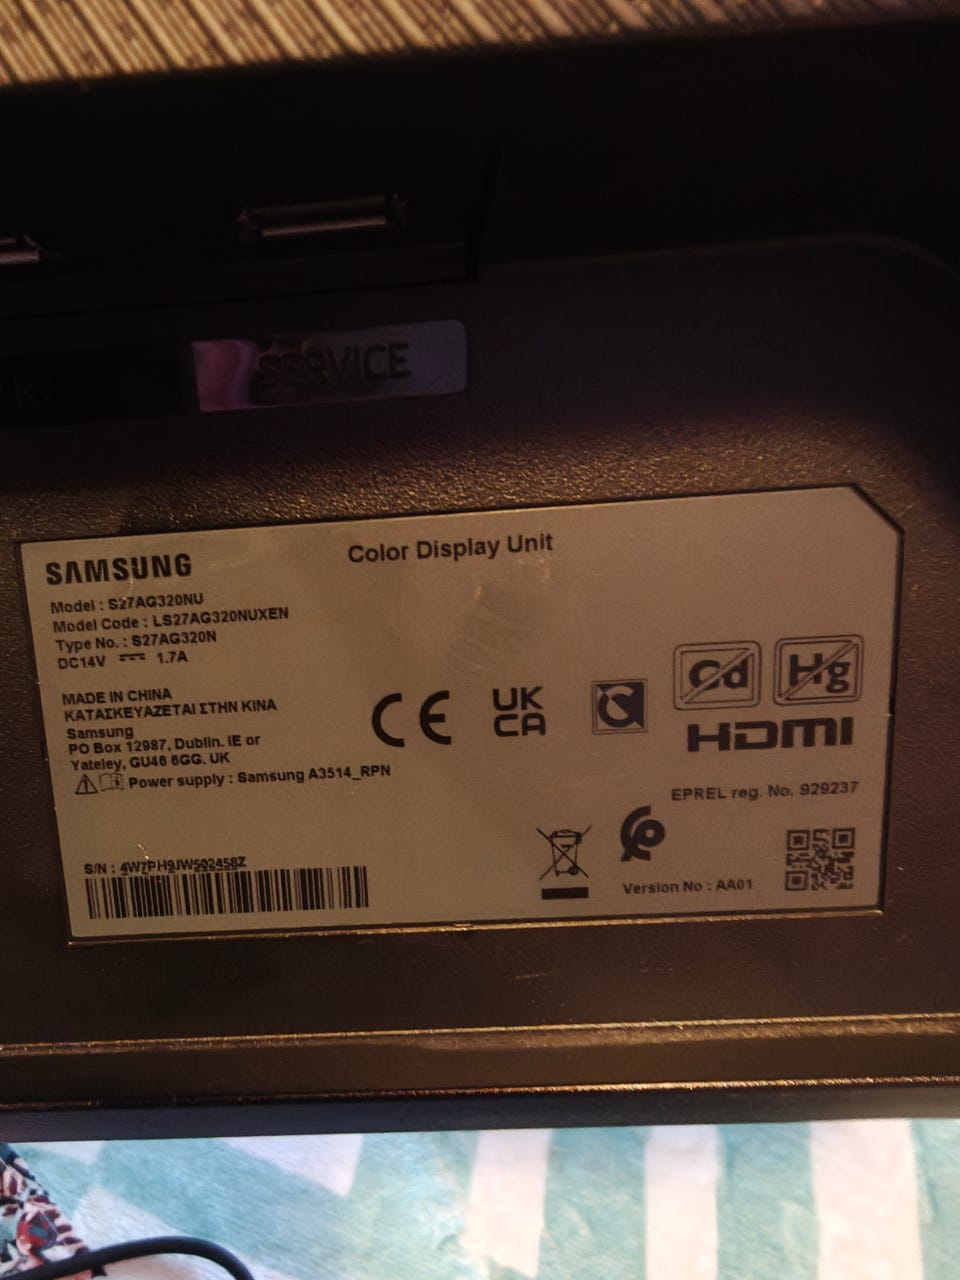 SERVICE
SAMSUNG
Color Display Unit
Model : S27AG320NU
Model Code : LS27AG320NUXEN
Type No. : S27AG320N
DC14V 1.7A
MADE IN CHINA
ΚΑΤΑΣΚΕΥΑΖΕΤΑΙ ΣΤΗΝ ΚΙΝΑ
Samsung
PO Box 12987, Dublin. IE or
Yateley, GU46 6GG. UK
Power supply : Samsung A3514_RPN
CE
UK
CA
Cd
Hg
HDMI
EPREL reg. No. 929237
S/N : 4W7PH9JW502458Z
Version No : AA01